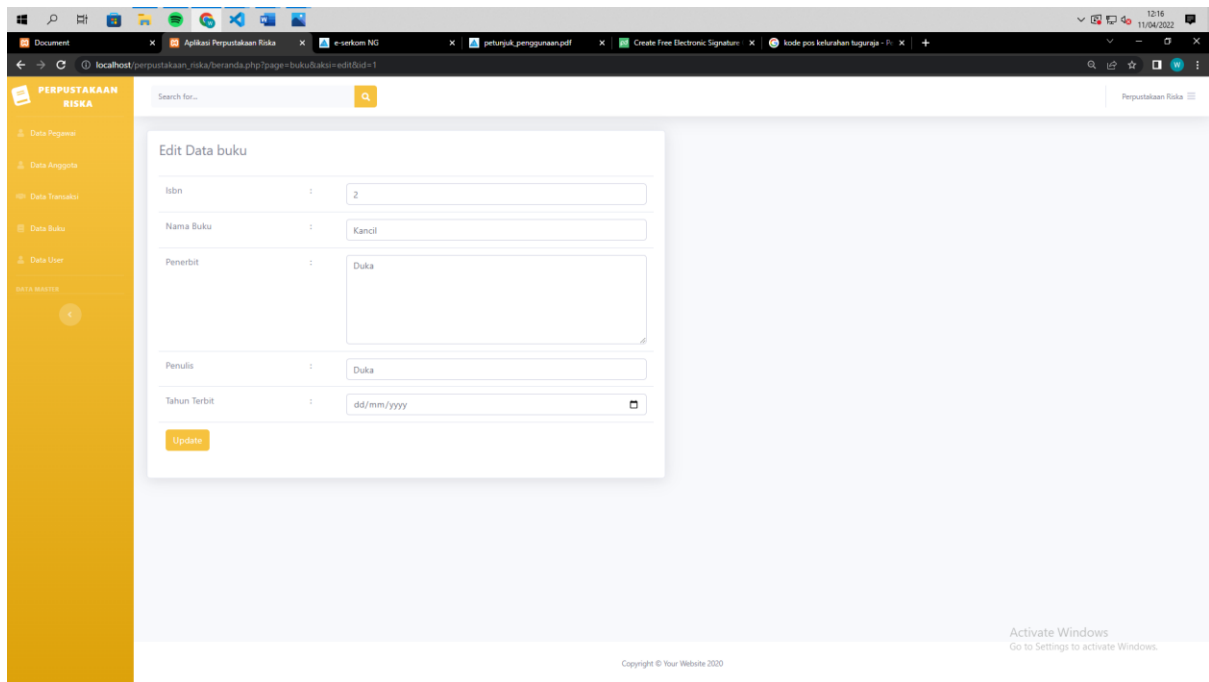 12:16
11/04/2022
Document
Aplikasi Perpustakaan Riska
e-serkom NG
petunjuk_penggunaan.pdf
Create Free Electronic Signature
kode pos kelurahan tuguraja - P
localhost/perpustakaan_riska/beranda.php?page=buku&aksi=edit&id=1
W
PERPUSTAKAAN
RISKA
Search for...
Perpustakaan Riska
Data Pegawai
Data Anggota
Data Transaksi
Data Buku
Data User
DATA MASTER
Edit Data buku
Isbn : 2
Nama Buku : Kancil
Penerbit : Duka
Penulis : Duka
Tahun Terbit : dd/mm/yyyy
Update
Activate Windows
Go to Settings to activate Windows.
Copyright © Your Website 2020